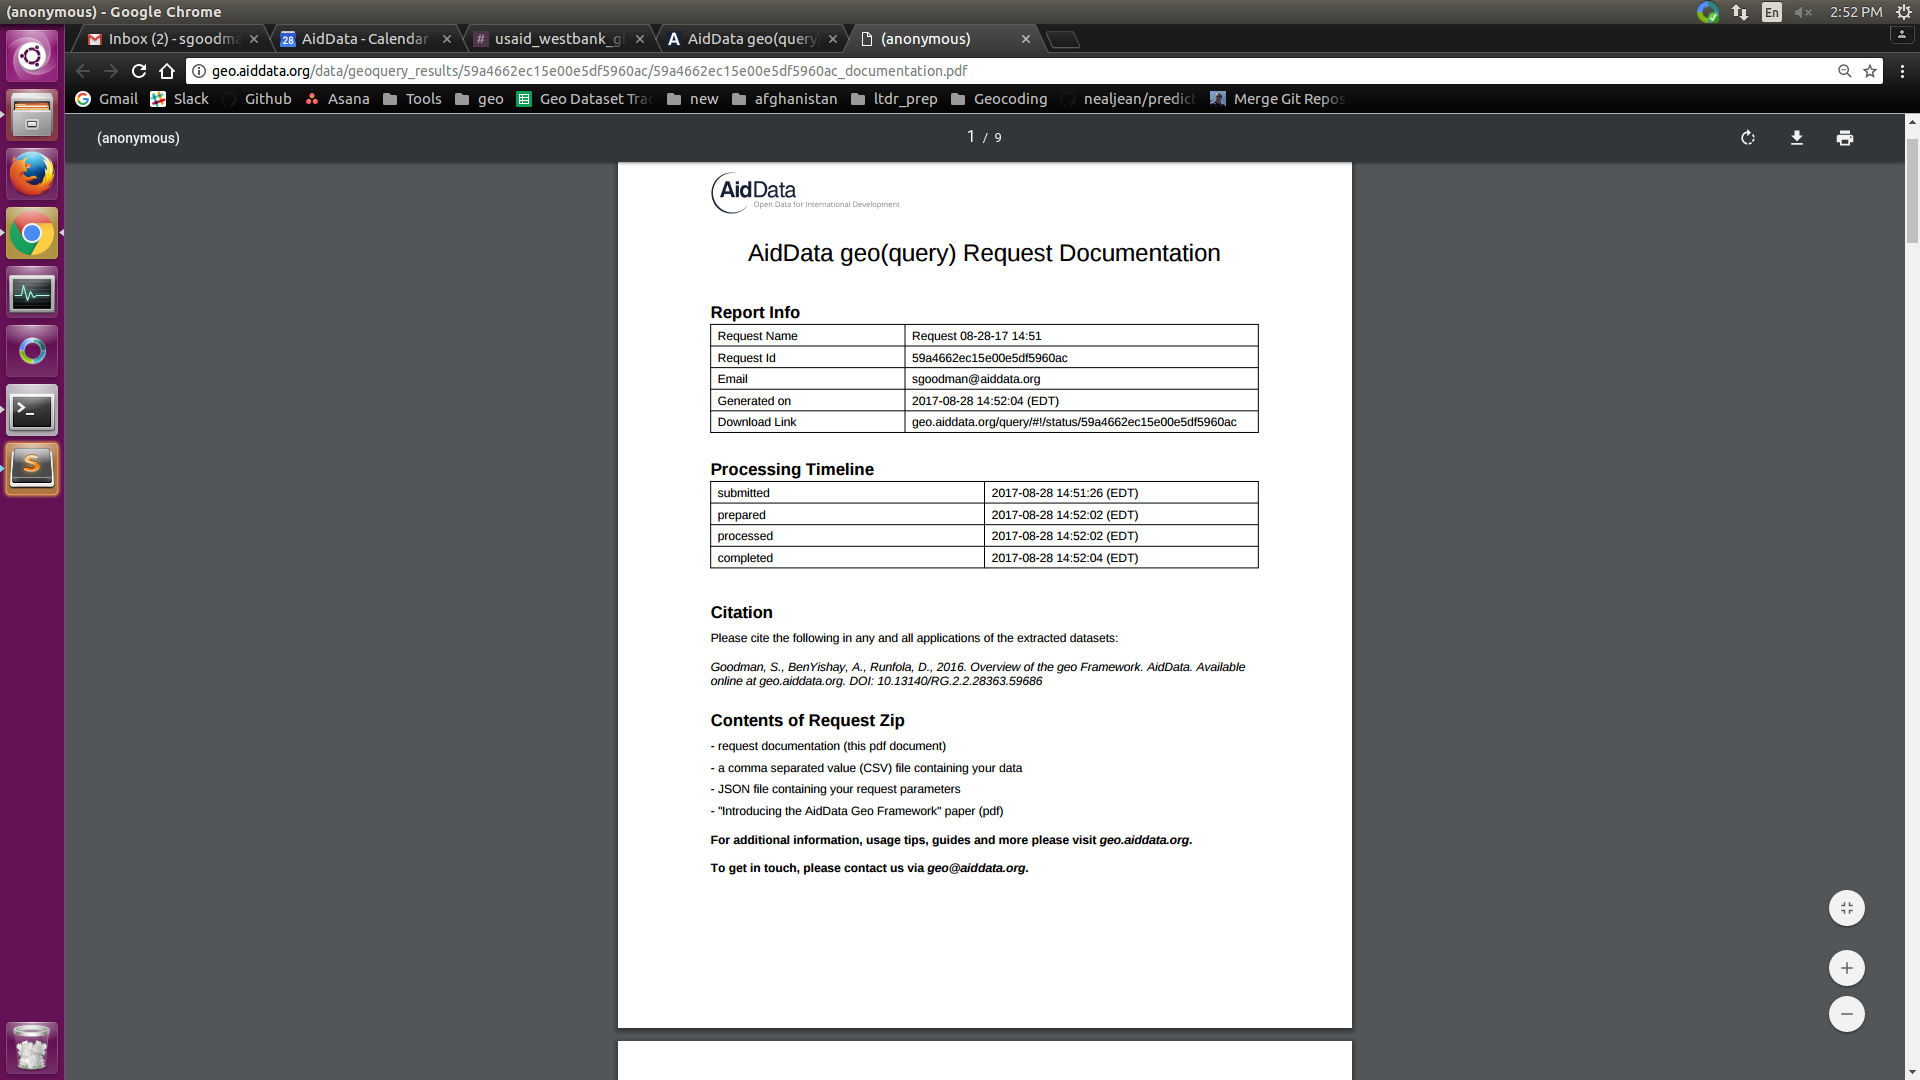 (anonymous) - Google Chrome
En
2:52 PM
Inbox (2) - sgoodm
AidData - Calendar
usaid_westbank_g
AidData geo(query
(anonymous)
geo.aiddata.org/data/geoquery_results/59a4662ec15e00e5df5960ac/59a4662ec15e00e5df5960ac_documentation.pdf
Gmail
Slack
Github
Asana
Tools
geo
Geo Dataset Tra
new
afghanistan
ltdr_prep
Geocoding
nealjean/predict
Merge Git Repos
(anonymous)
1 / 9
AidData
Open Data for International Development
AidData geo(query) Request Documentation
Report Info
Request Name Request 08-28-17 14:51
Request Id 59a4662ec15e00e5df5960ac
Email sgoodman@aiddata.org
Generated on 2017-08-28 14:52:04 (EDT)
Download Link geo.aiddata.org/query/#!/status/59a4662ec15e00e5df5960ac
Processing Timeline
submitted 2017-08-28 14:51:26 (EDT)
prepared 2017-08-28 14:52:02 (EDT)
processed 2017-08-28 14:52:02 (EDT)
completed 2017-08-28 14:52:04 (EDT)
Citation
Please cite the following in any and all applications of the extracted datasets:
Goodman, S., BenYishay, A., Runfola, D., 2016. Overview of the geo Framework. AidData. Available
online at geo.aiddata.org. DOI: 10.13140/RG.2.2.28363.59686
Contents of Request Zip
- request documentation (this pdf document)
- a comma separated value (CSV) file containing your data
- JSON file containing your request parameters
- "Introducing the AidData Geo Framework" paper (pdf)
For additional information, usage tips, guides and more please visit geo.aiddata.org.
To get in touch, please contact us via geo@aiddata.org.